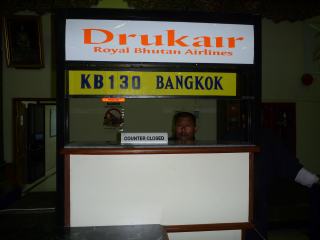 Drukair
Royal Bhutan Airlines
KB130 BANGKOK
COUNTER CLOSED